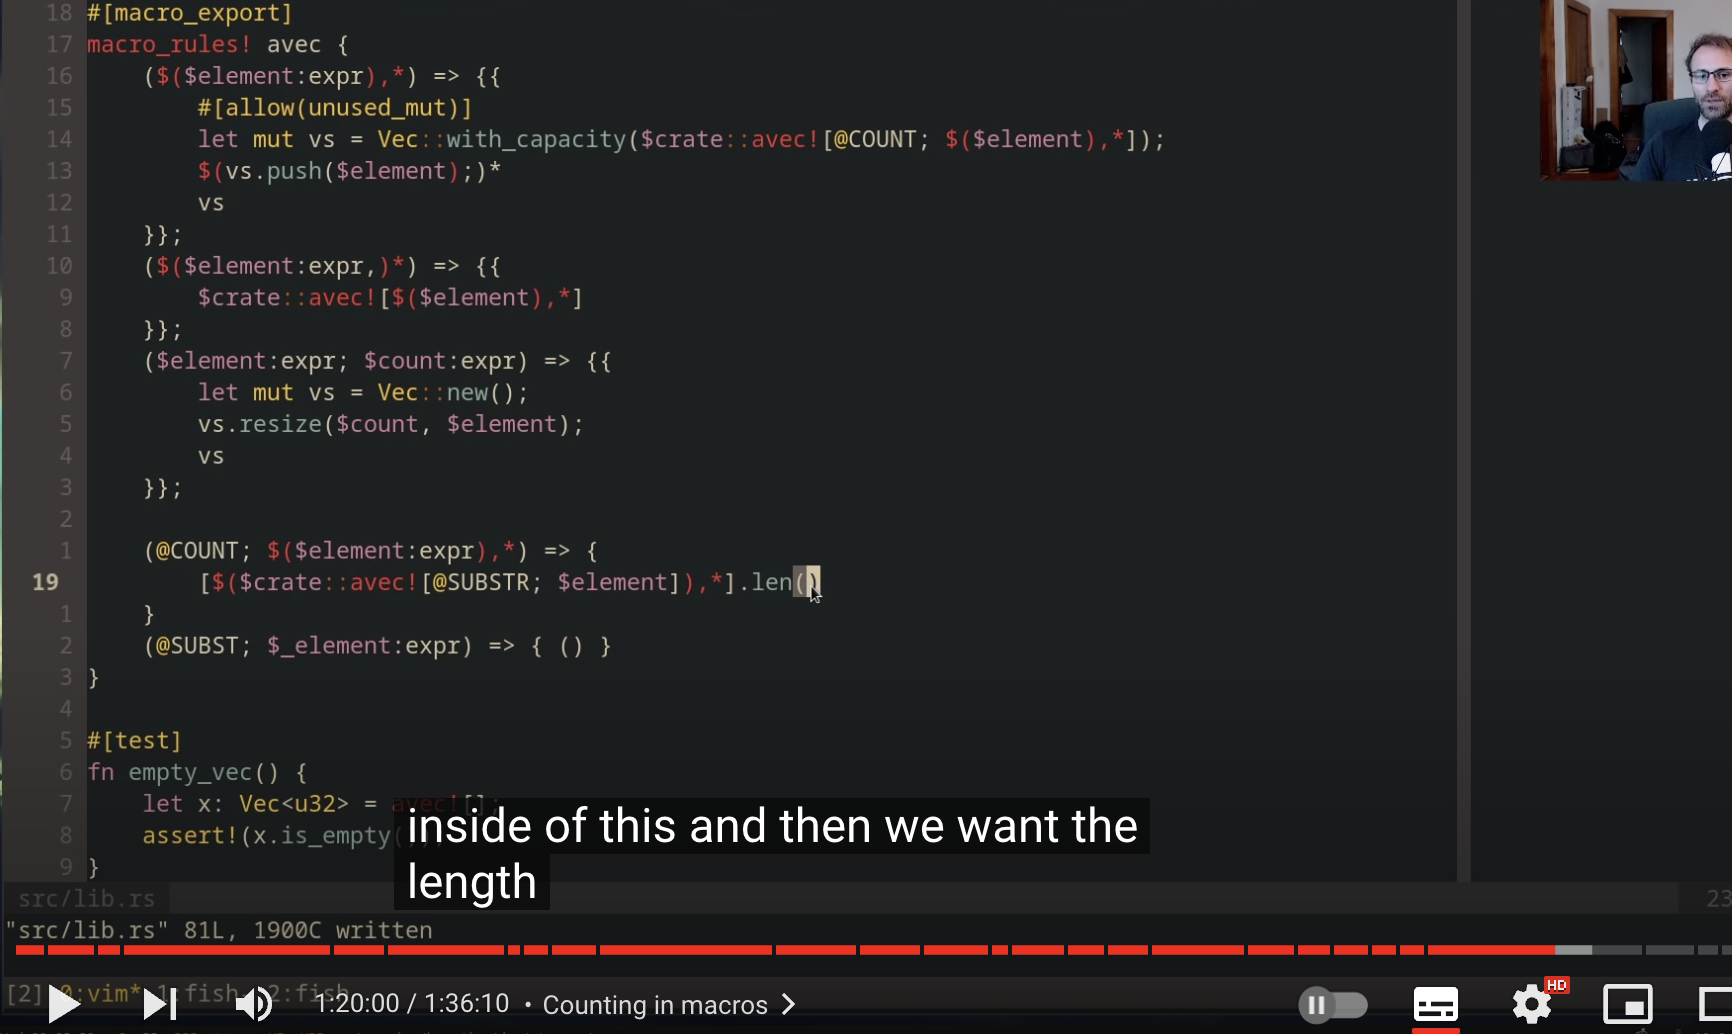 18 #[macro_export]
17 macro_rules! avec {
16     ($($element:expr),*) => {{
15         #[allow(unused_mut)]
14         let mut vs = Vec::with_capacity($crate::avec![@COUNT; $($element),*]);
13         $(vs.push($element);)*
12         vs
11     }};
10     ($($element:expr,)*) => {{
9         $crate::avec![$($element),*]
8     }};
7     ($element:expr; $count:expr) => {{
6         let mut vs = Vec::new();
5         vs.resize($count, $element);
4         vs
3     }};
2
1     (@COUNT; $($element:expr),*) => {
19         [$($crate::avec![@SUBSTR; $element]),*].len()
1     }
2     (@SUBST; $_element:expr) => { () }
3 }
4
5 #[test]
6 fn empty_vec() {
7     let x: Vec<u32> = avec![];
8     assert!(x.is_empty(
9 }
inside of this and then we want the
length
src/lib.rs 23
"src/lib.rs" 81L, 1900C written
[2] 0:vim* 1:fish 2:fish
1:20:00 / 1:36:10 • Counting in macros
HD